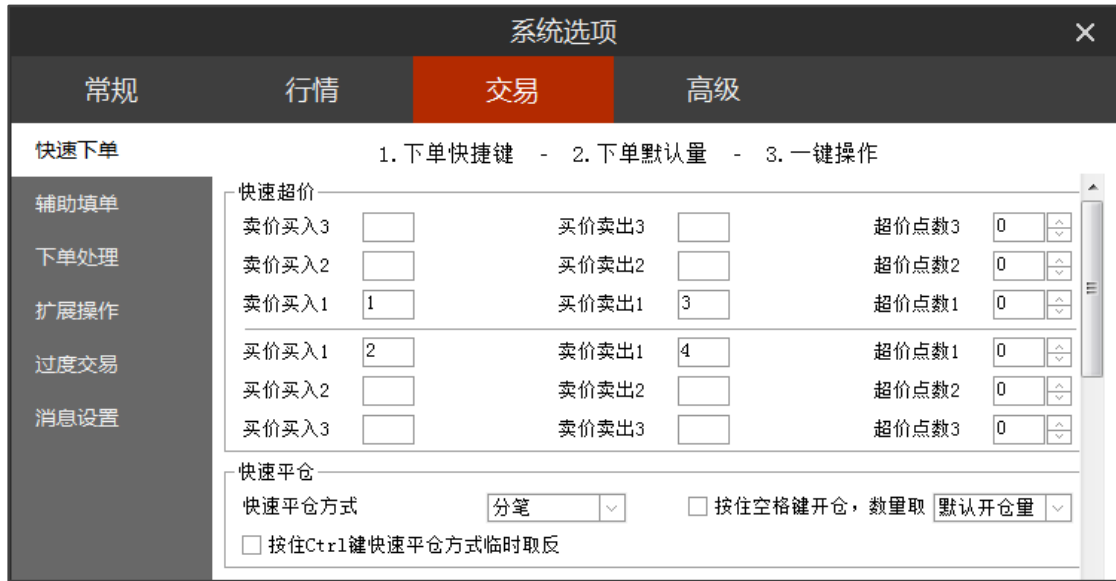 系统选项
常规 行情 交易 高级
快速下单 1.下单快捷键 - 2.下单默认量 - 3.一键操作
辅助填单
下单处理
扩展操作
过度交易
消息设置
快速超价
卖价买入3 买价卖出3 超价点数3 0
卖价买入2 买价卖出2 超价点数2 0
卖价买入1 1 买价卖出1 3 超价点数1 0
买价买入1 2 卖价卖出1 4 超价点数1 0
买价买入2 卖价卖出2 超价点数2 0
买价买入3 卖价卖出3 超价点数3 0
快速平仓
快速平仓方式 分笔 按住空格键开仓，数量取 默认开仓量
按住Ctrl键快速平仓方式临时取反